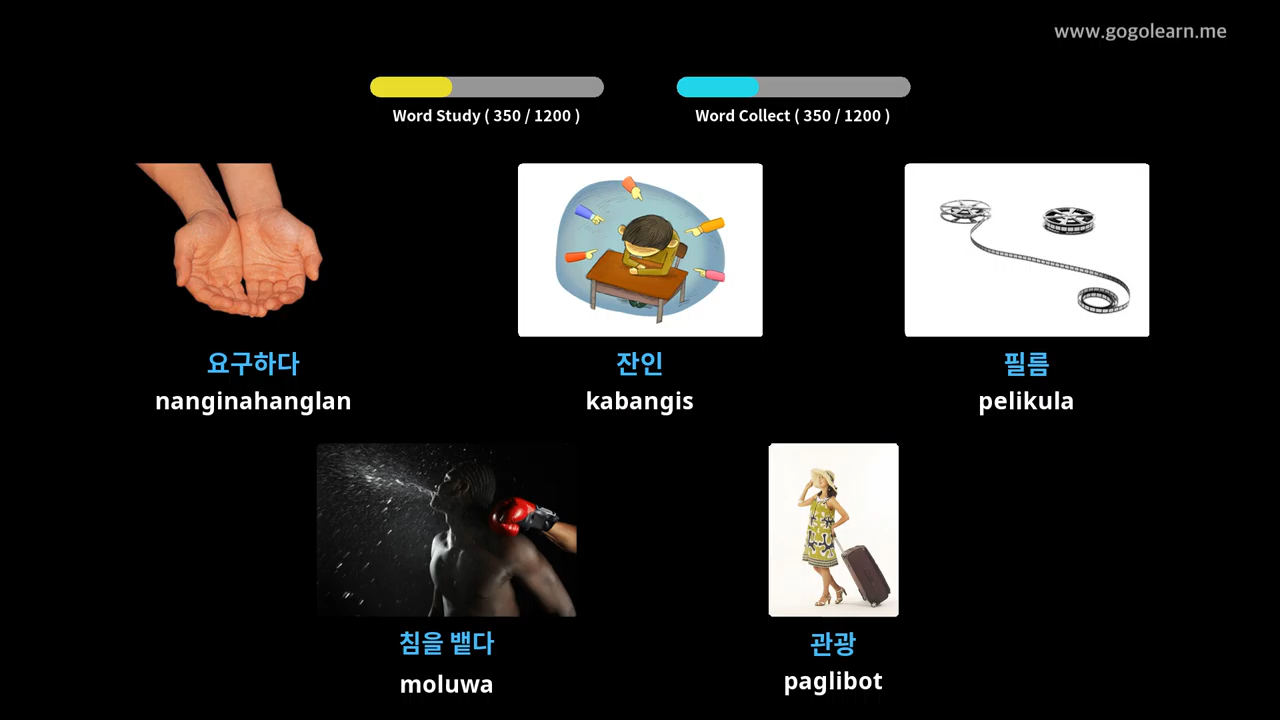 www.gogolearn.me
Word Study ( 350 / 1200 )
Word Collect ( 350 / 1200 )
요구하다
nanginahanglan
잔인
kabangis
필름
pelikula
침을 뱉다
moluwa
관광
paglibot